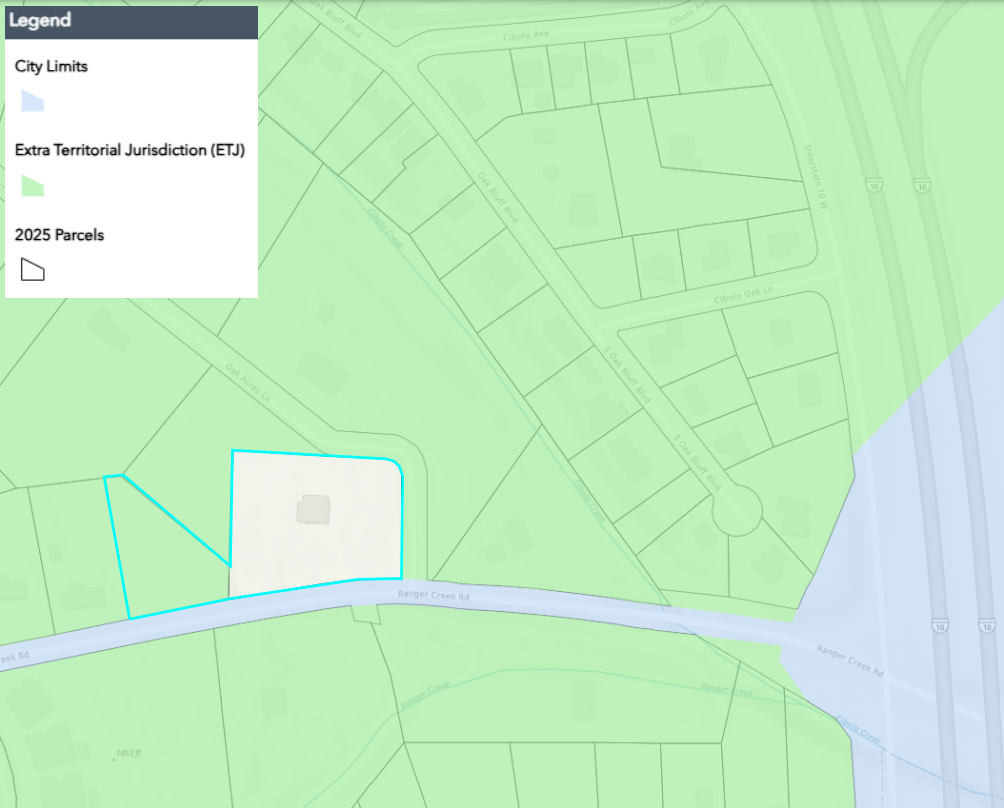 Legend
City Limits
Extra Territorial Jurisdiction (ETJ)
2025 Parcels
Oak Bluff Blvd
Cibolo Ave
Cibolo Ave
Interstate 10 W
10
10
Oak Bluff Blvd
Cibolo Creek
Cibolo Oak Ln
S Oak Bluff Blvd
Oak Acres Ln
S Oak Bluff Blvd
Cibolo Creek
Ranger Creek Rd
10
10
eek Rd
Ranger Creek Rd
Ranger Creek
Ranger Creek
Cibolo Creek
1463 ft